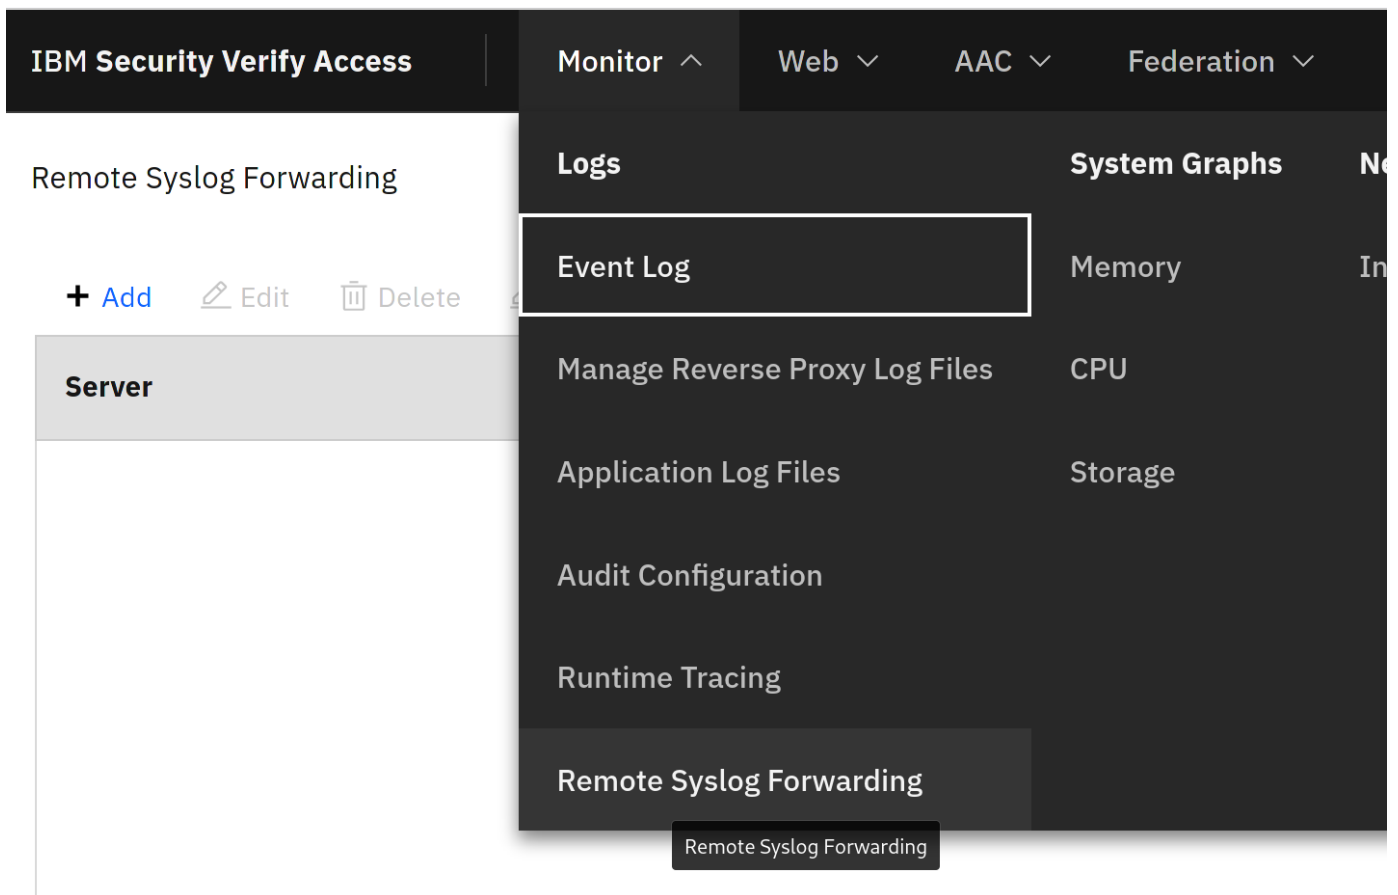 IBM Security Verify Access
Monitor
Web
AAC
Federation
Remote Syslog Forwarding
Add
Edit
Delete
Server
Logs
Event Log
Manage Reverse Proxy Log Files
Application Log Files
Audit Configuration
Runtime Tracing
Remote Syslog Forwarding
Remote Syslog Forwarding
System Graphs
Memory
CPU
Storage